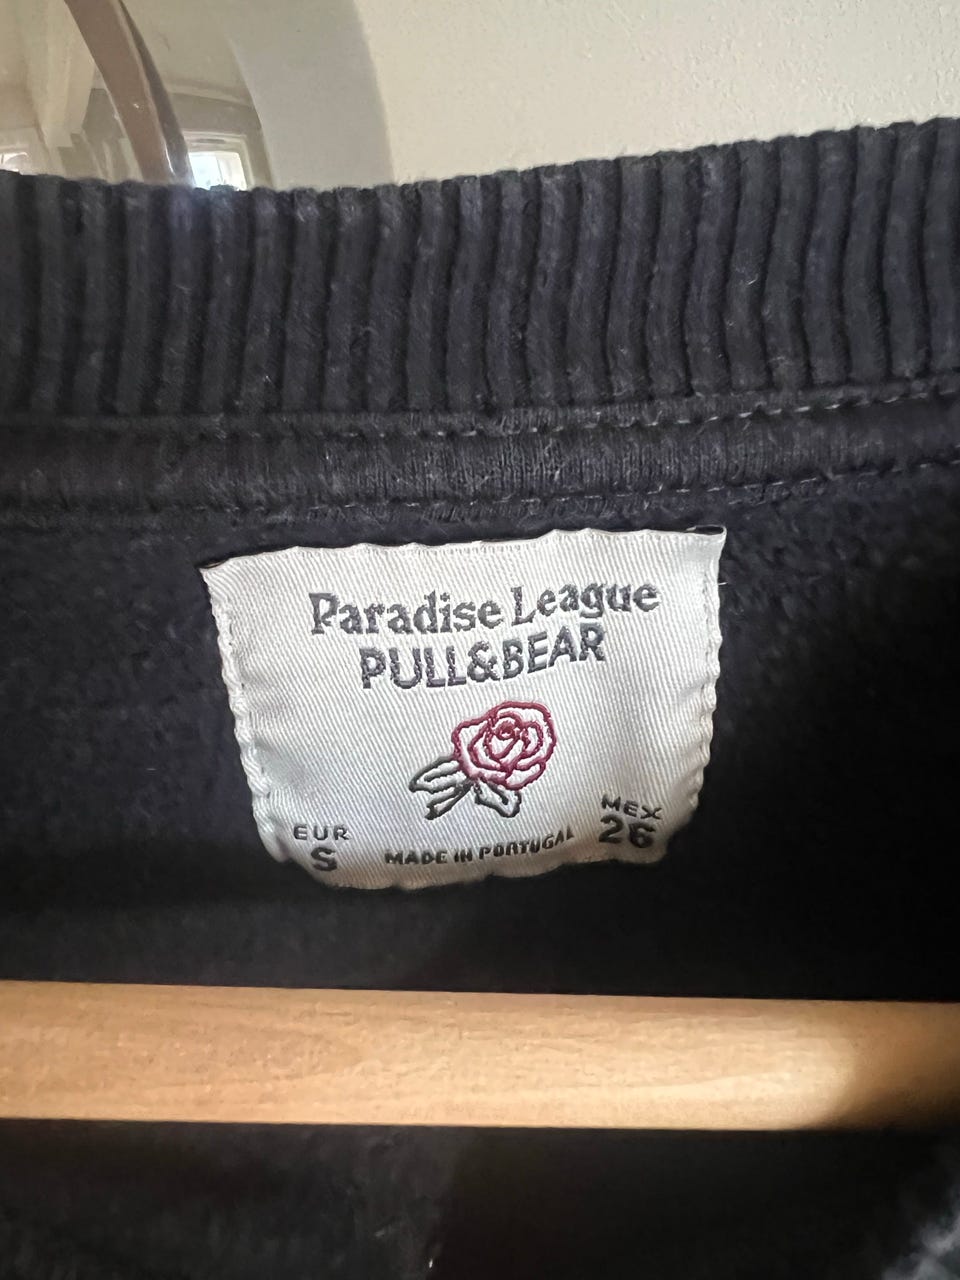 Paradise League
PULL&BEAR
EUR
S
MADE IN PORTUGAL
MEX
26